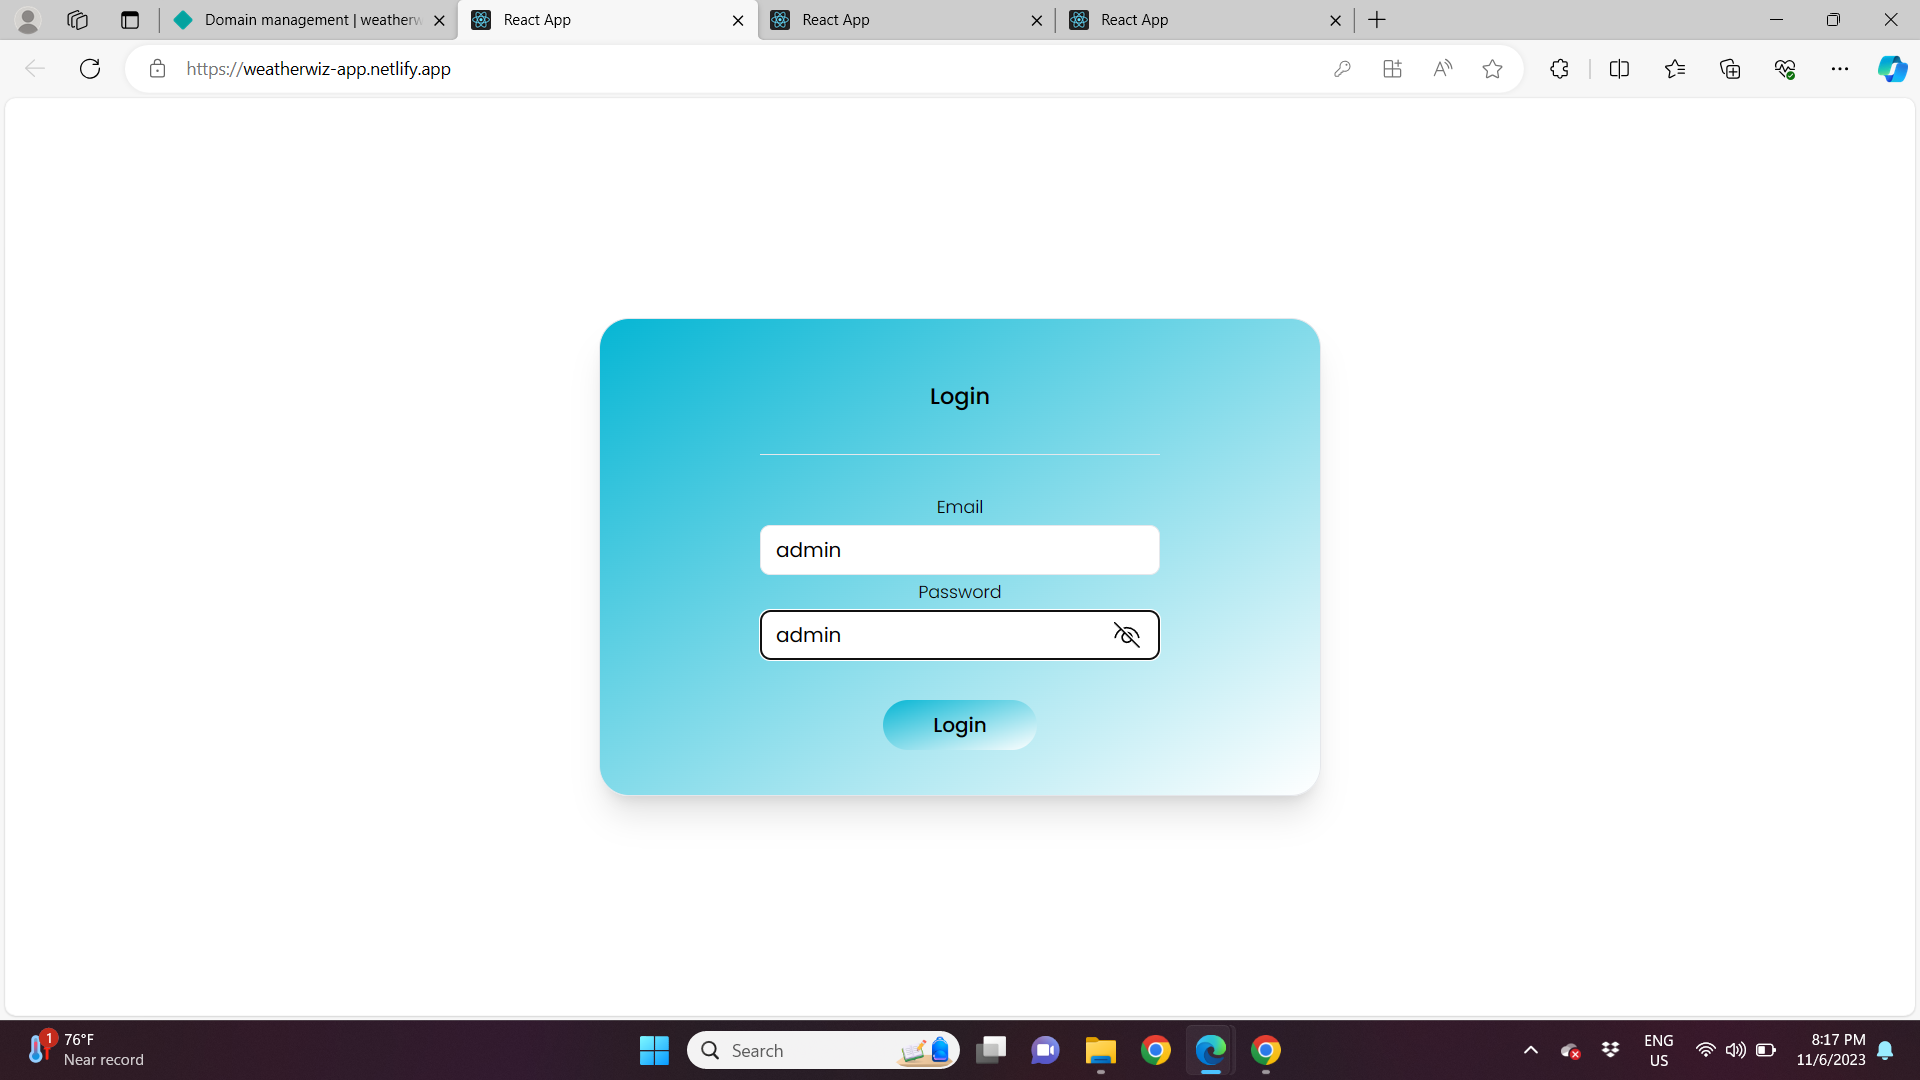 Domain management | weatherw
React App
React App
React App
https://weatherwiz-app.netlify.app
Login
Email
admin
Password
admin
Login
1
76°F
Near record
Search
ENG
US
8:17 PM
11/6/2023